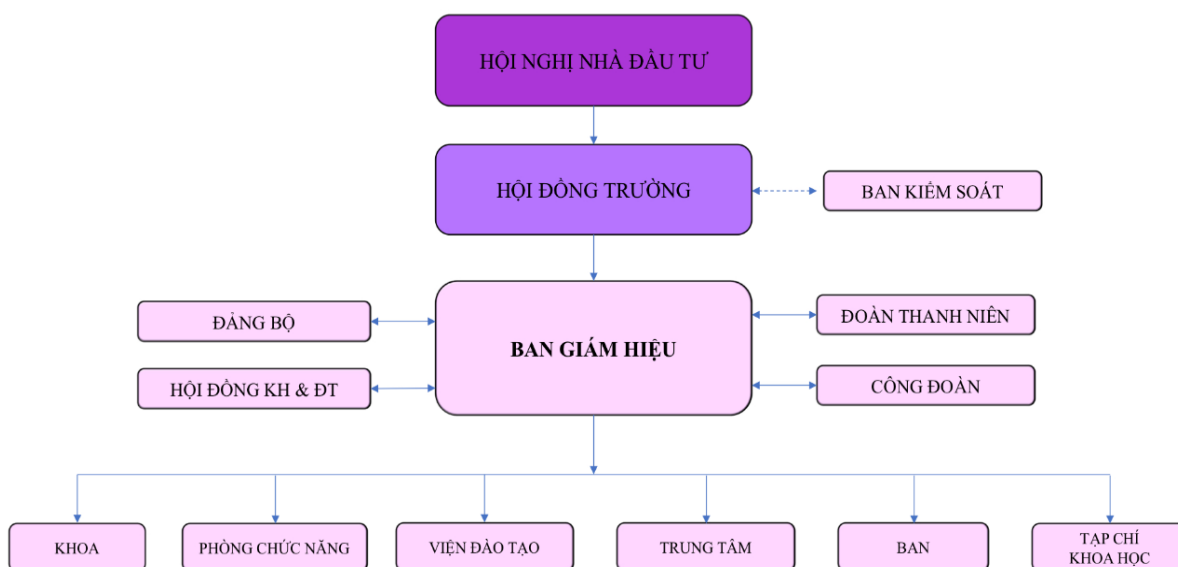 HỘI NGHỊ NHÀ ĐẦU TƯ
HỘI ĐỒNG TRƯỜNG
BAN KIỂM SOÁT
ĐẢNG BỘ
BAN GIÁM HIỆU
ĐOÀN THANH NIÊN
HỘI ĐỒNG KH & ĐT
CÔNG ĐOÀN
KHOA
PHÒNG CHỨC NĂNG
VIỆN ĐÀO TẠO
TRUNG TÂM
BAN
TẠP CHÍ
KHOA HỌC